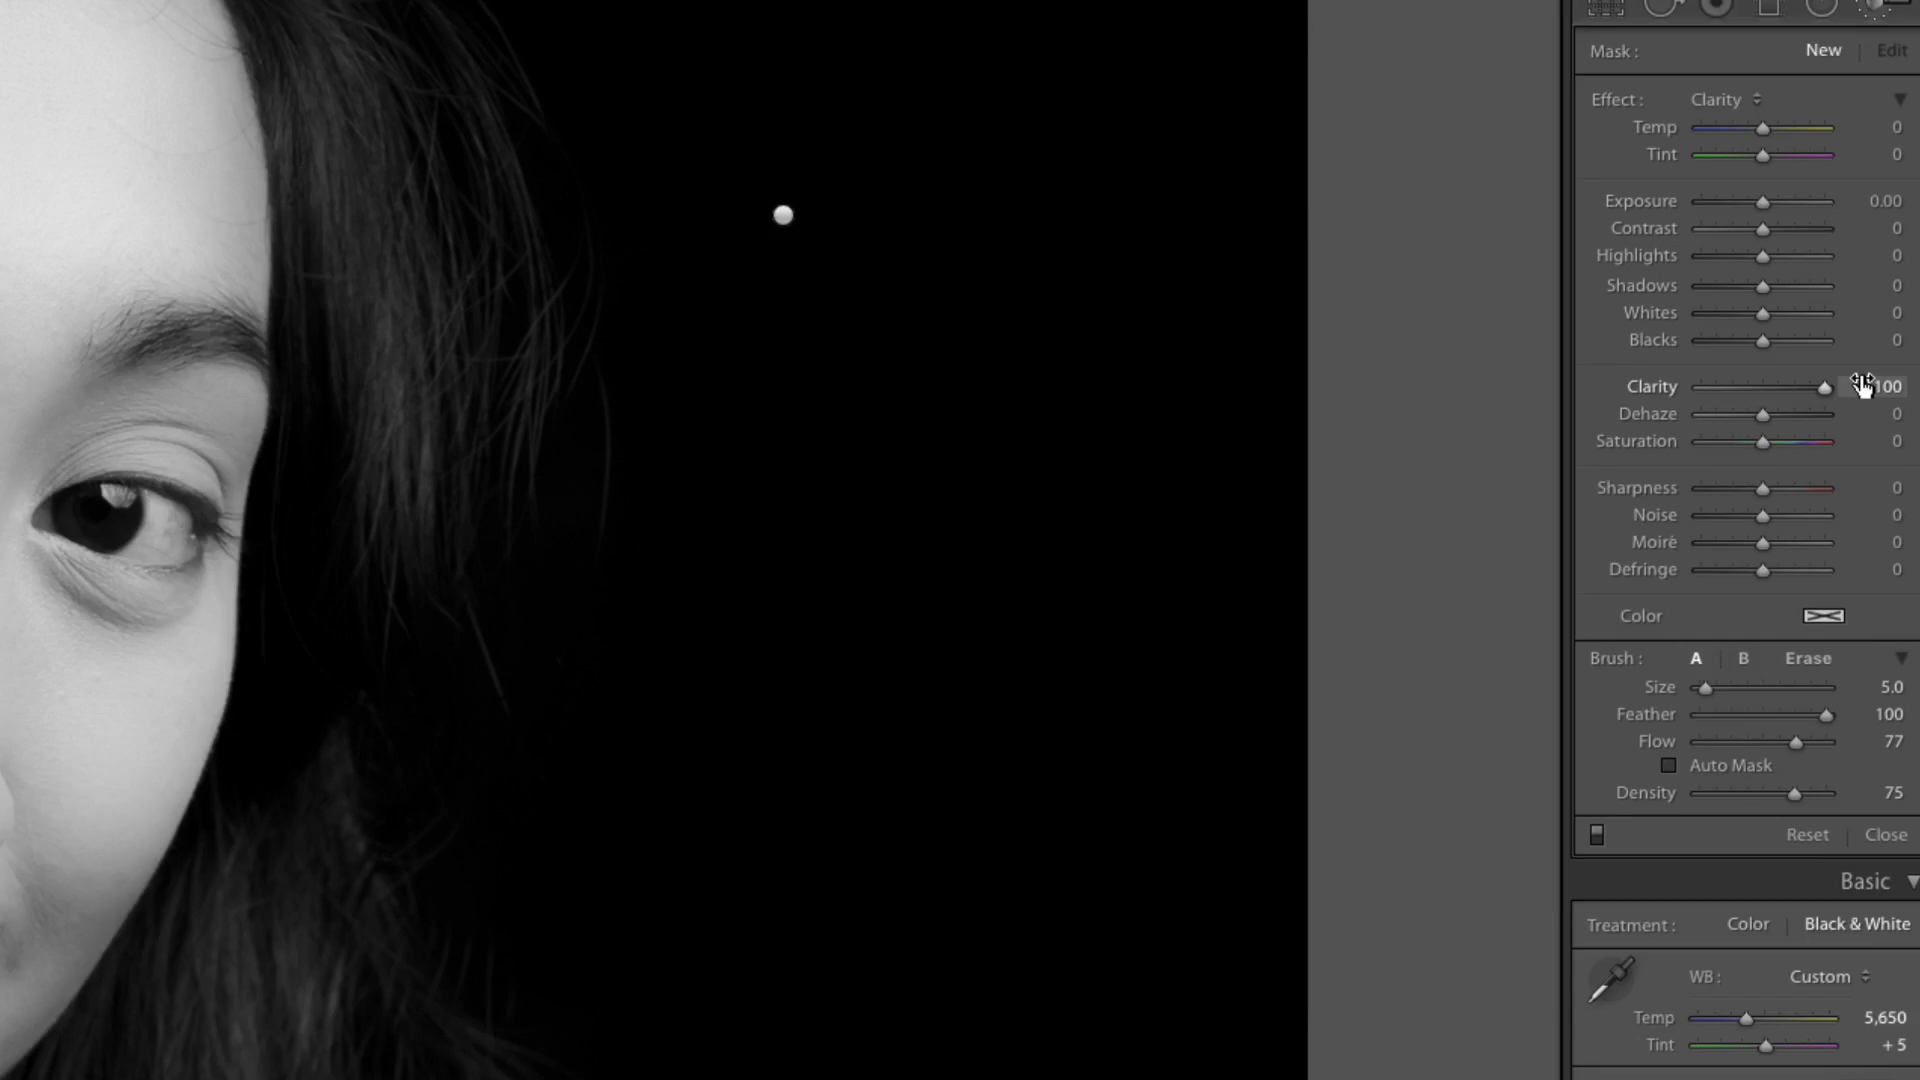 Mask : New | Edit
Effect : Clarity
Temp 0
Tint 0
Exposure 0.00
Contrast 0
Highlights 0
Shadows 0
Whites 0
Blacks 0
Clarity 100
Dehaze 0
Saturation 0
Sharpness 0
Noise 0
Moiré 0
Defringe 0
Color
Brush : A | B Erase
Size 5.0
Feather 100
Flow 77
Auto Mask
Density 75
Reset | Close
Basic
Treatment : Color | Black & White
WB : Custom
Temp 5,650
Tint + 5